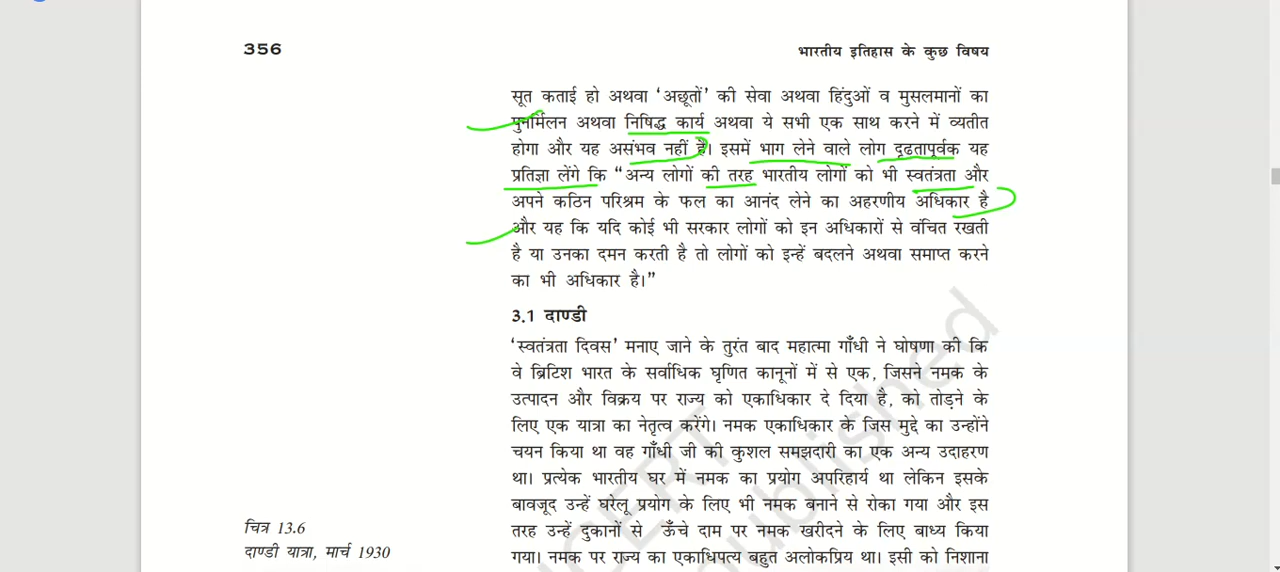 356
भारतीय इतिहास के कुछ विषय
सूत कताई हो अथवा ‘अछूतों’ की सेवा अथवा हिंदुओं व मुसलमानों का
पुनर्मिलन अथवा निषिद्ध कार्य अथवा ये सभी एक साथ करने में व्यतीत
होगा और यह असंभव नहीं है। इसमें भाग लेने वाले लोग दृढतापूर्वक यह
प्रतिज्ञा लेंगे कि “ अन्य लोगों की तरह भारतीय लोगों को भी स्वतंत्रता और
अपने कठिन परिश्रम के फल का आनंद लेने का अहरणीय अधिकार है
और यह कि यदि कोई भी सरकार लोगों को इन अधिकारों से वंचित रखती
है या उनका दमन करती है तो लोगों को इन्हें बदलने अथवा समाप्त करने
का भी अधिकार है।”
3.1 दाण्डी
‘स्वतंत्रता दिवस’ मनाए जाने के तुरंत बाद महात्मा गाँधी ने घोषणा की कि
वे ब्रिटिश भारत के सर्वाधिक घृणित कानूनों में से एक, जिसने नमक के
उत्पादन और विक्रय पर राज्य को एकाधिकार दे दिया है, को तोड़ने के
लिए एक यात्रा का नेतृत्व करेंगे। नमक एकाधिकार के जिस मुद्दे का उन्होंने
चयन किया था वह गाँधी जी की कुशल समझदारी का एक अन्य उदाहरण
था। प्रत्येक भारतीय घर में नमक का प्रयोग अपरिहार्य था लेकिन इसके
बावजूद उन्हें घरेलू प्रयोग के लिए भी नमक बनाने से रोका गया और इस
तरह उन्हें दुकानों से ऊँचे दाम पर नमक खरीदने के लिए बाध्य किया
गया। नमक पर राज्य का एकाधिपत्य बहुत अलोकप्रिय था। इसी को निशाना
चित्र 13.6
दाण्डी यात्रा, मार्च 1930